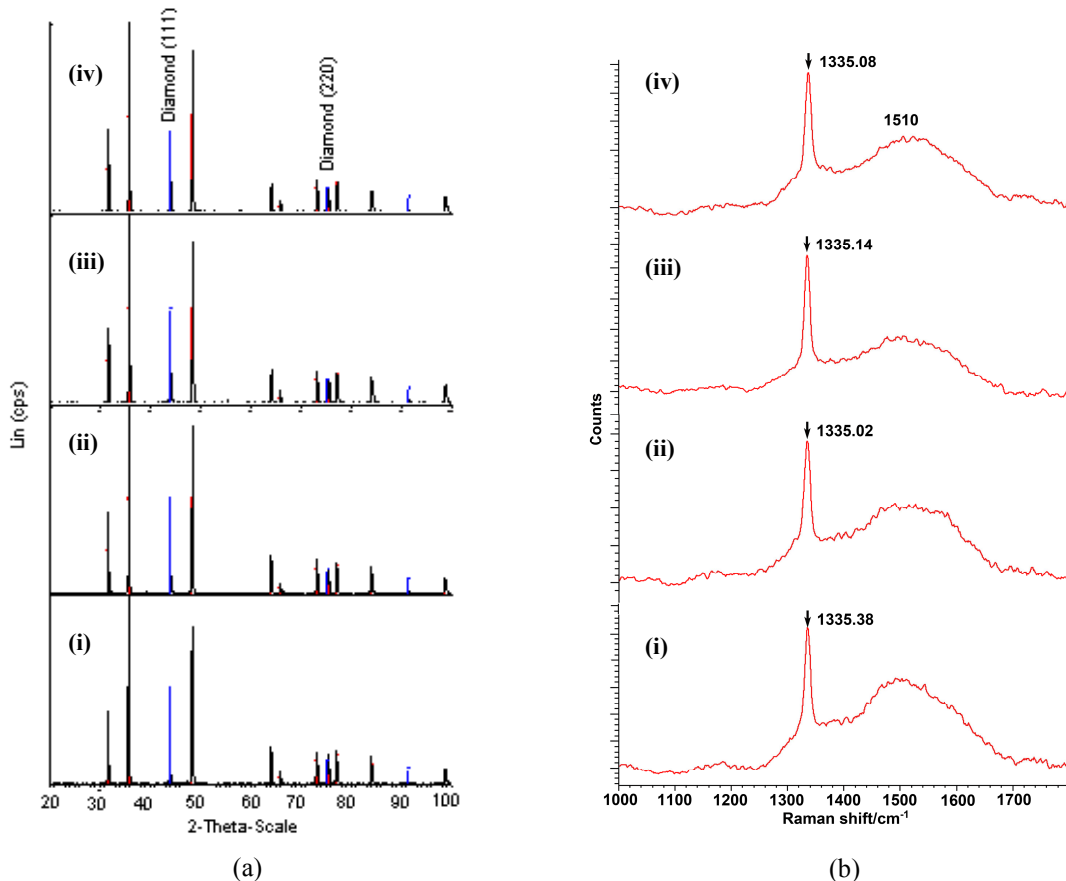 (iv)
Diamond (111)
Diamond (220)
(iii)
(ii)
(i)
Lin (cps)
20 30 40 50 60 70 80 90 100
2-Theta-Scale
(a)
(iv)
1335.08
1510
(iii)
1335.14
(ii)
1335.02
(i)
1335.38
Counts
1000 1100 1200 1300 1400 1500 1600 1700
Raman shift/cm⁻¹
(b)